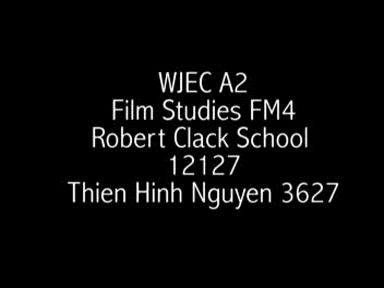 WJEC A2
Film Studies FM4
Robert Clack School
12127
Thien Hinh Nguyen 3627